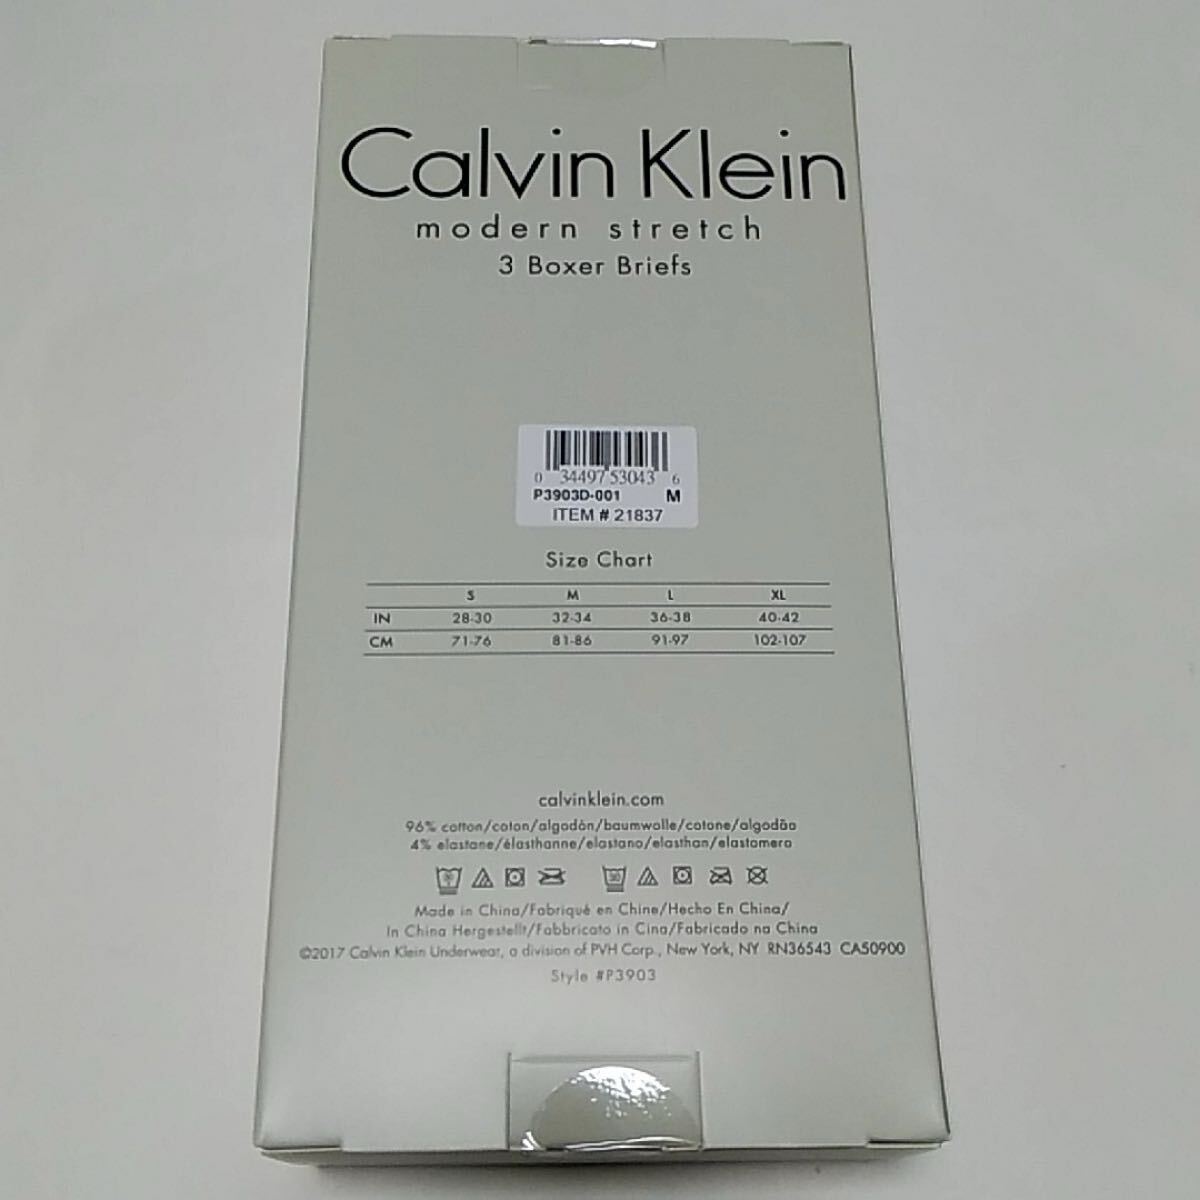 Calvin Klein
modern stretch
3 Boxer Briefs
0 34497 53043 6
P3903D-001 M
ITEM # 21837
Size Chart
S M L XL
IN 28-30 32-34 36-38 40-42
CM 71-76 81-86 91-97 102-107
calvinklein.com
96% cotton/coton/algodón/baumwolle/cotone/algodão
4% elastane/élasthanne/elastano/elasthan/elastomero
Made in China/Fabriqué en Chine/Hecho En China/
In China Hergestellt/Fabbricato in Cina/Fabricado na China
©2017 Calvin Klein Underwear, a division of PVH Corp., New York, NY RN36543 CA50900
Style #P3903